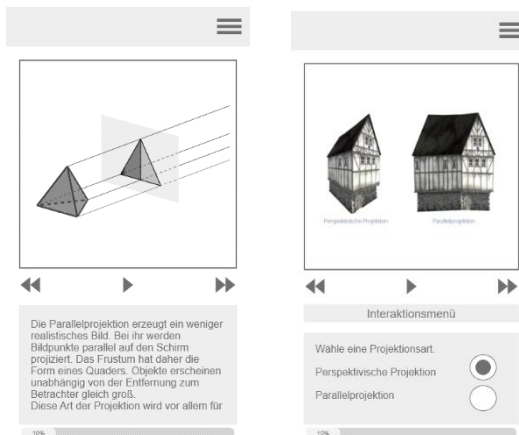 Die Parallelprojektion erzeugt ein weniger
realistisches Bild. Bei ihr werden
Bildpunkte parallel auf den Schirm
projiziert. Das Frustum hat daher die
Form eines Quaders. Objekte erscheinen
unabhängig von der Entfernung zum
Betrachter gleich groß.
Diese Art der Projektion wird vor allem für
10%
Perspektivische Projektion
Parallelprojektion
Interaktionsmenü
Wähle eine Projektionsart.
Perspektivische Projektion
Parallelprojektion
10%